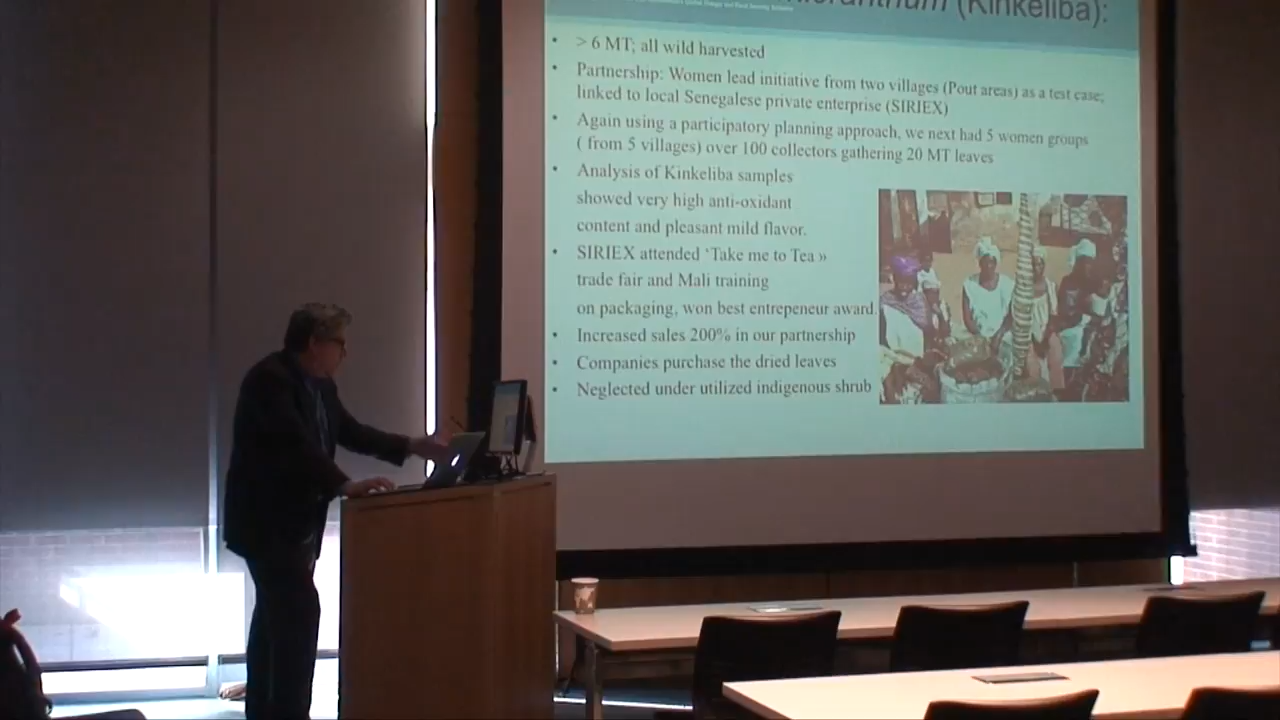 (Kinkeliba):
• > 6 MT; all wild harvested
• Partnership: Women lead initiative from two villages (Pout areas) as a test case;
linked to local Senegalese private enterprise (SIRIEX)
• Again using a participatory planning approach, we next had 5 women groups
( from 5 villages) over 100 collectors gathering 20 MT leaves
• Analysis of Kinkeliba samples
showed very high anti-oxidant
content and pleasant mild flavor.
• SIRIEX attended ‘Take me to Tea »
trade fair and Mali training
on packaging, won best entrepeneur award.
• Increased sales 200% in our partnership
• Companies purchase the dried leaves
• Neglected under utilized indigenous shrub